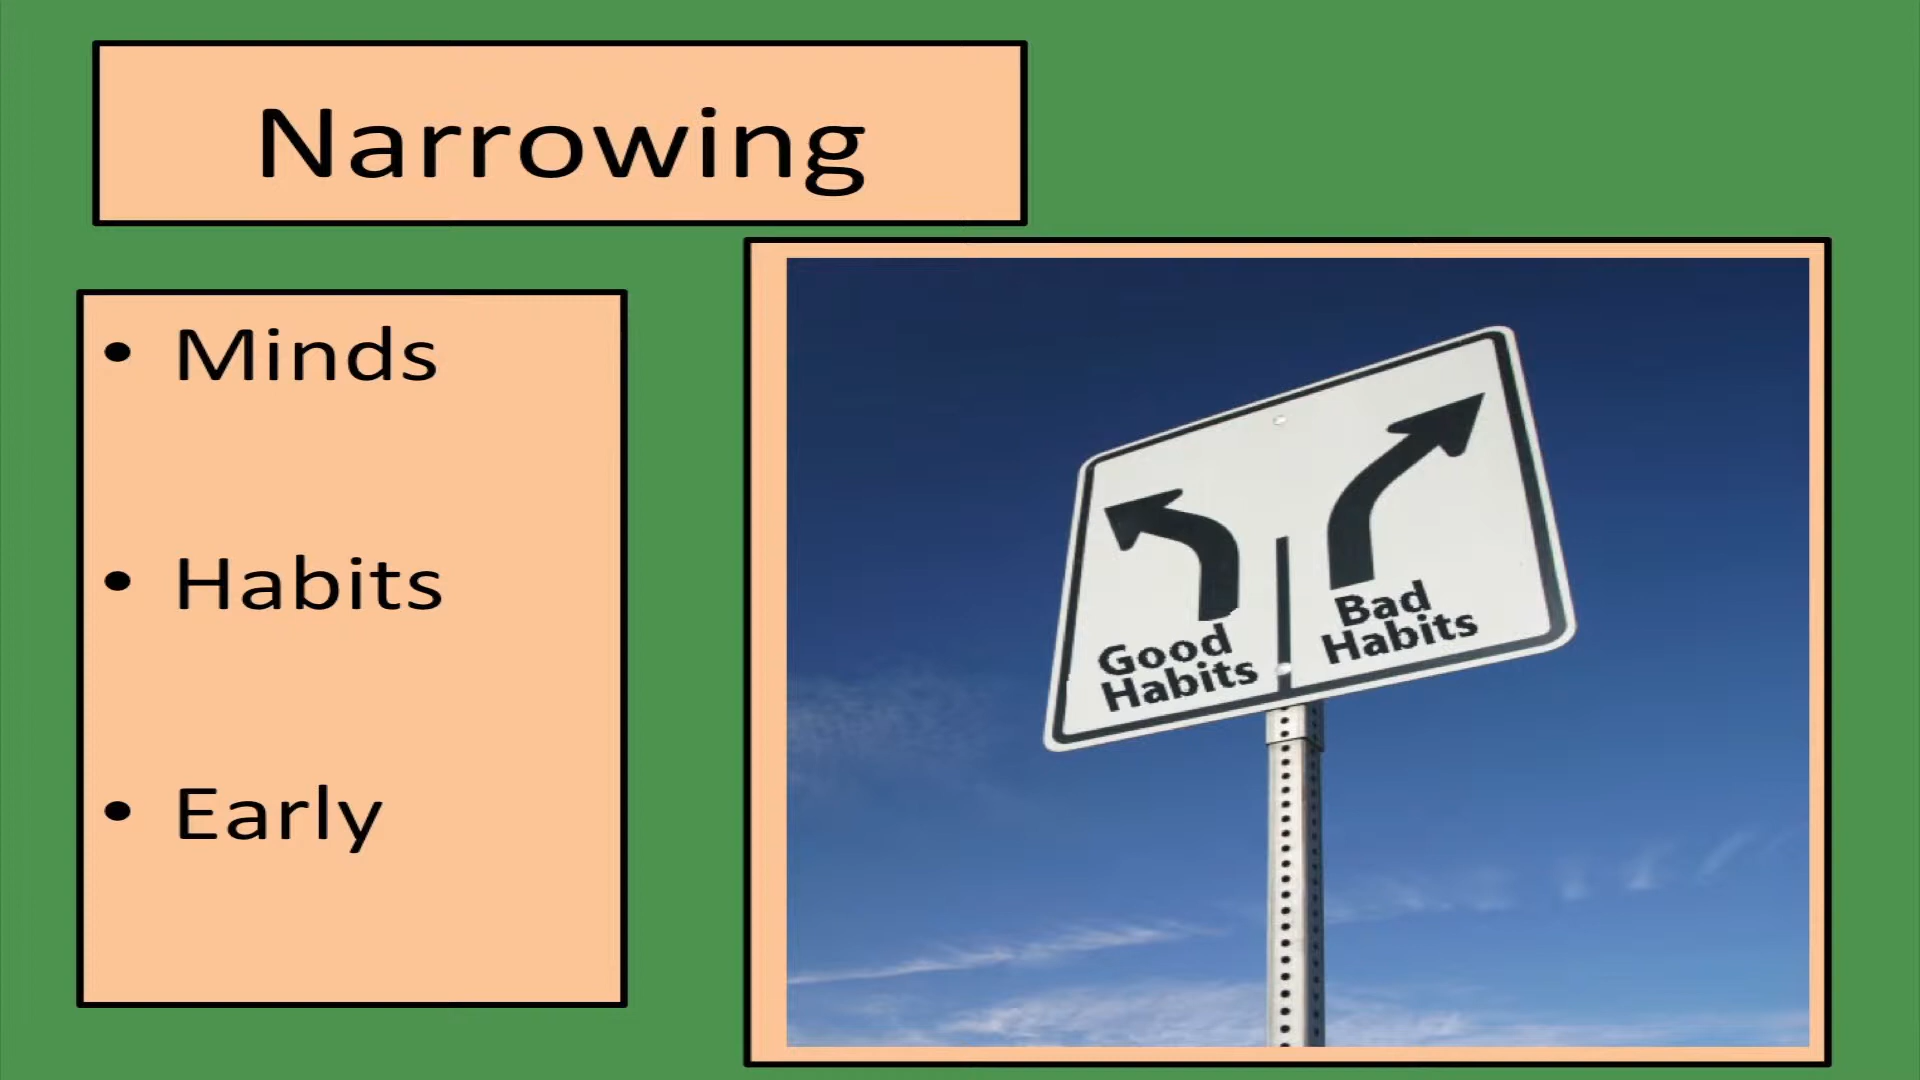 Narrowing
• Minds
• Habits
• Early
Good
Habits
Bad
Habits